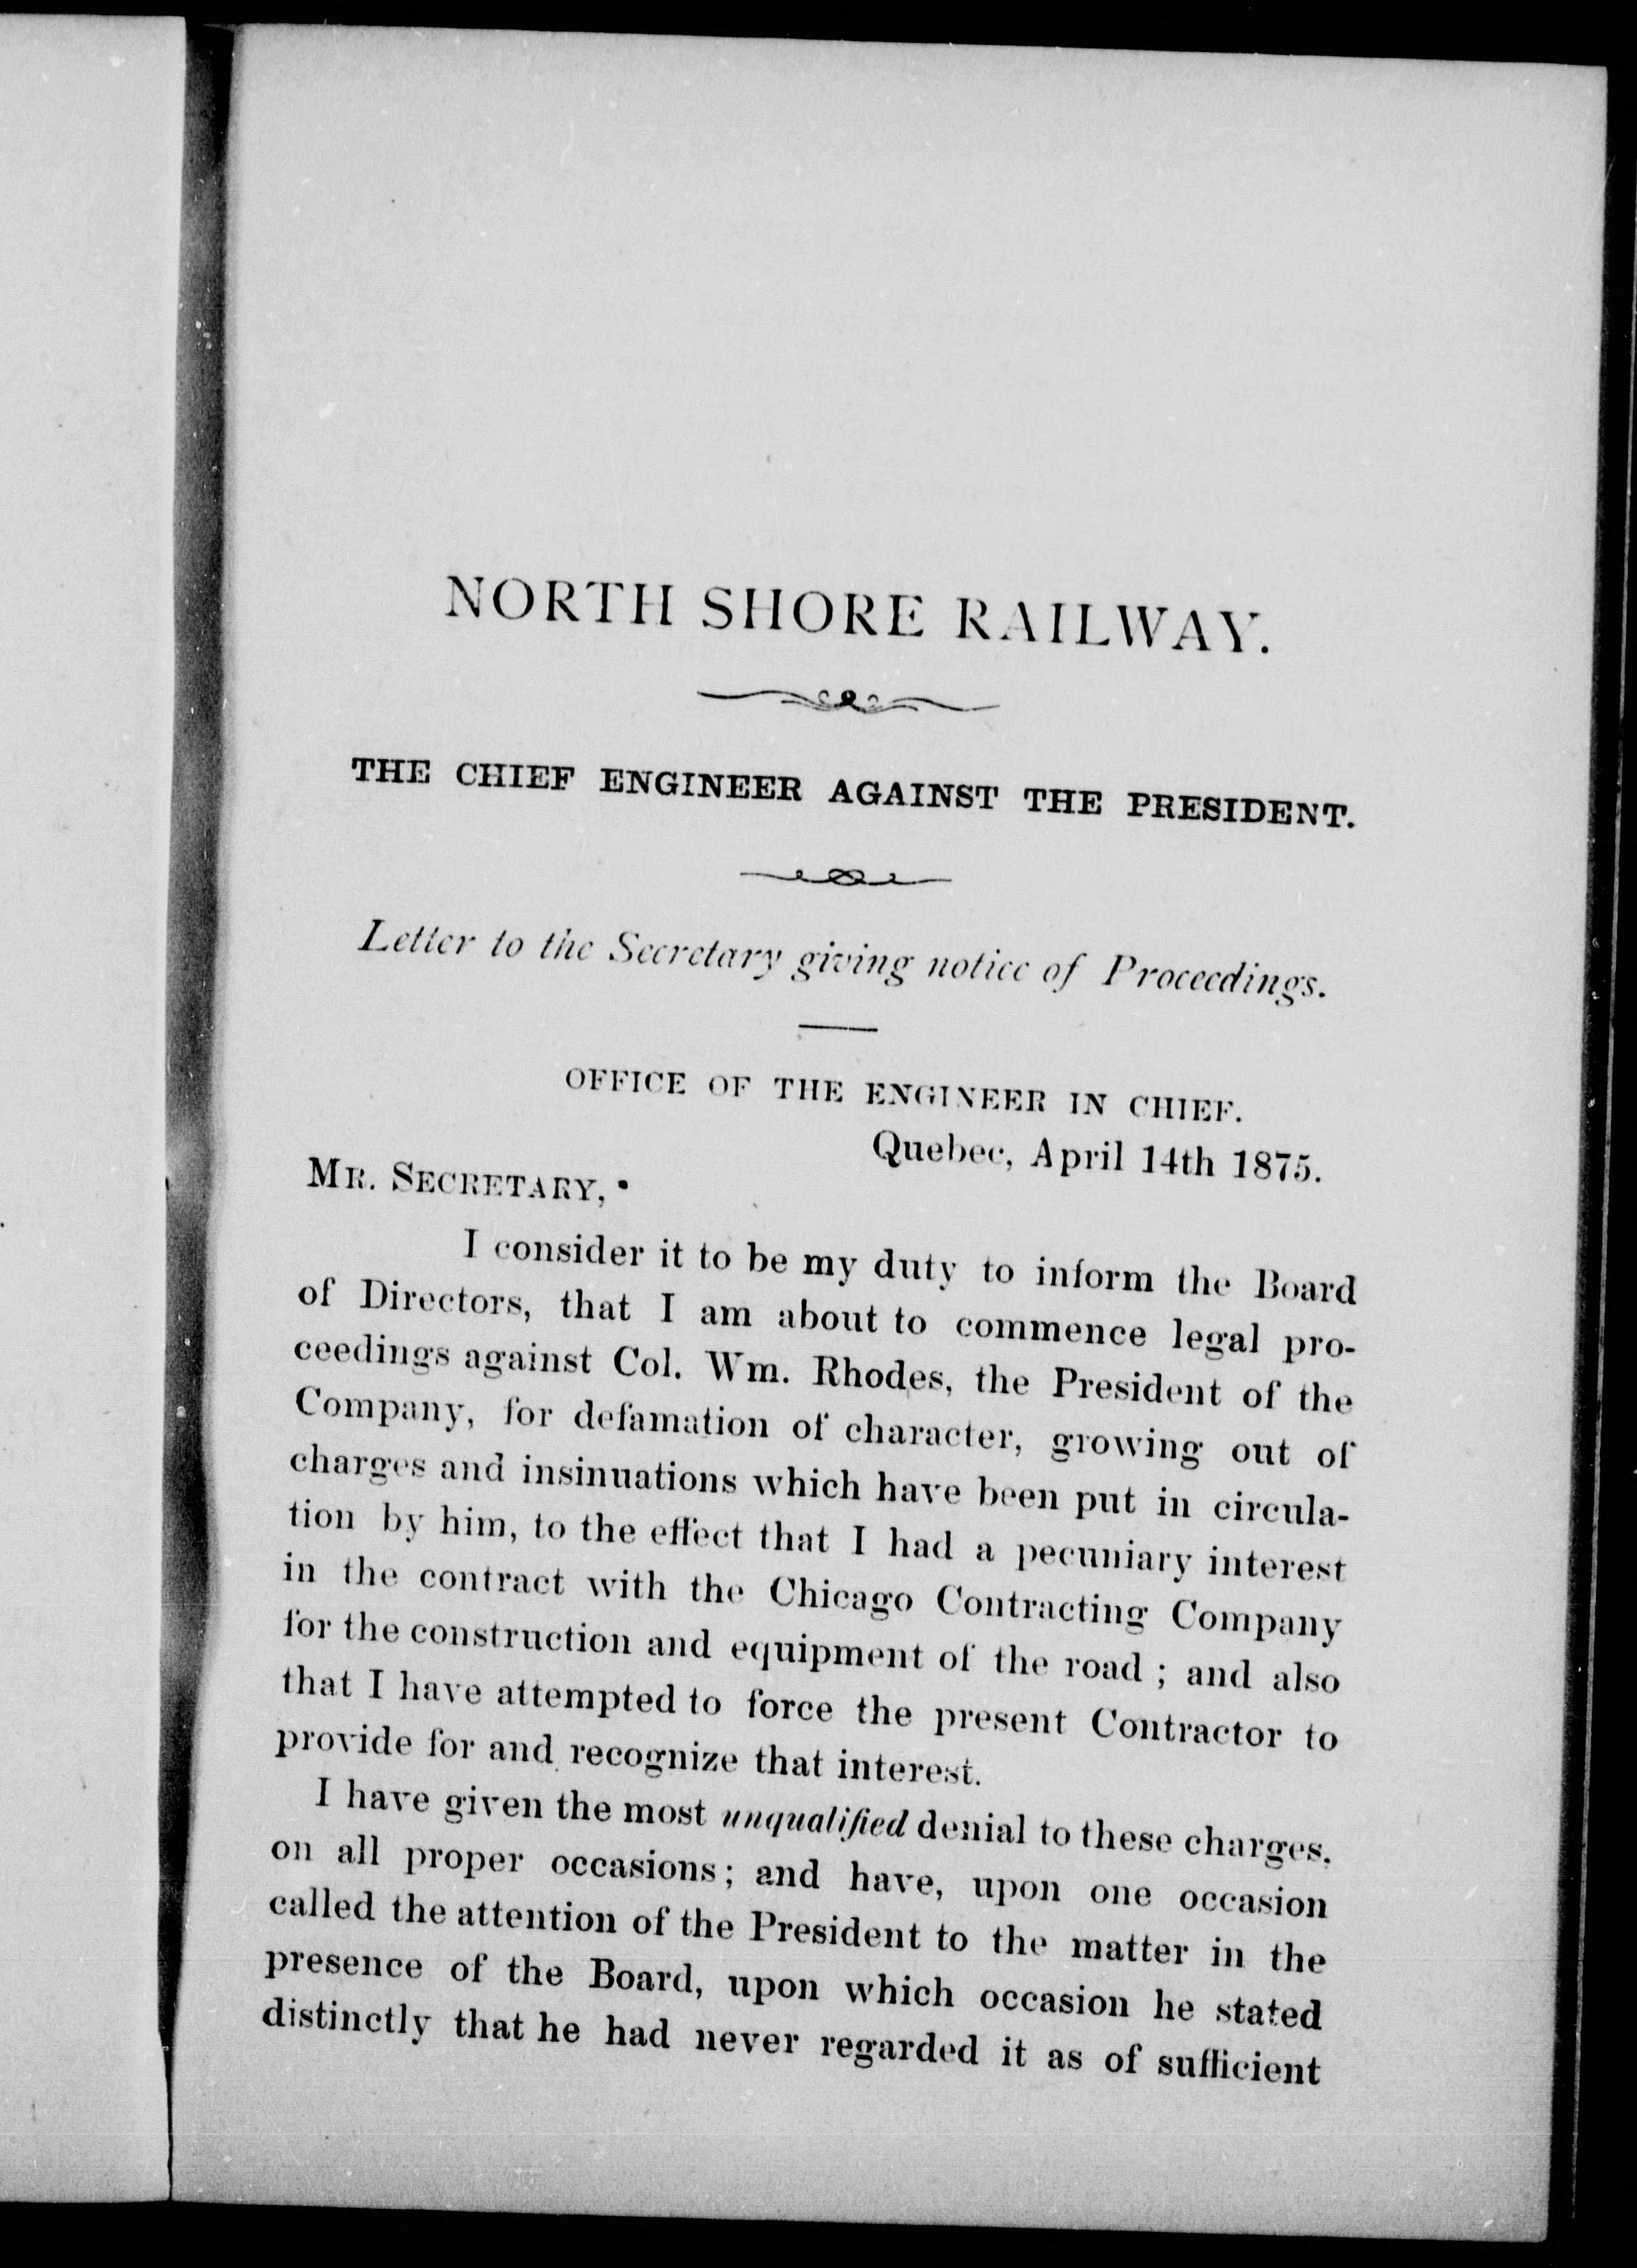 NORTH SHORE RAILWAY.
THE CHIEF ENGINEER AGAINST THE PRESIDENT.
Letter to the Secretary giving notice of Proceedings.
OFFICE OF THE ENGINEER IN CHIEF.
Quebec, April 14th 1875.
MR. SECRETARY,
I consider it to be my duty to inform the Board
of Directors, that I am about to commence legal pro-
ceedings against Col. Wm. Rhodes, the President of the
Company, for defamation of character, growing out of
charges and insinuations which have been put in circula-
tion by him, to the effect that I had a pecuniary interest
in the contract with the Chicago Contracting Company
for the construction and equipment of the road ; and also
that I have attempted to force the present Contractor to
provide for and recognize that interest.
I have given the most unqualified denial to these charges,
on all proper occasions; and have, upon one occasion
called the attention of the President to the matter in the
presence of the Board, upon which occasion he stated
distinctly that he had never regarded it as of sufficient